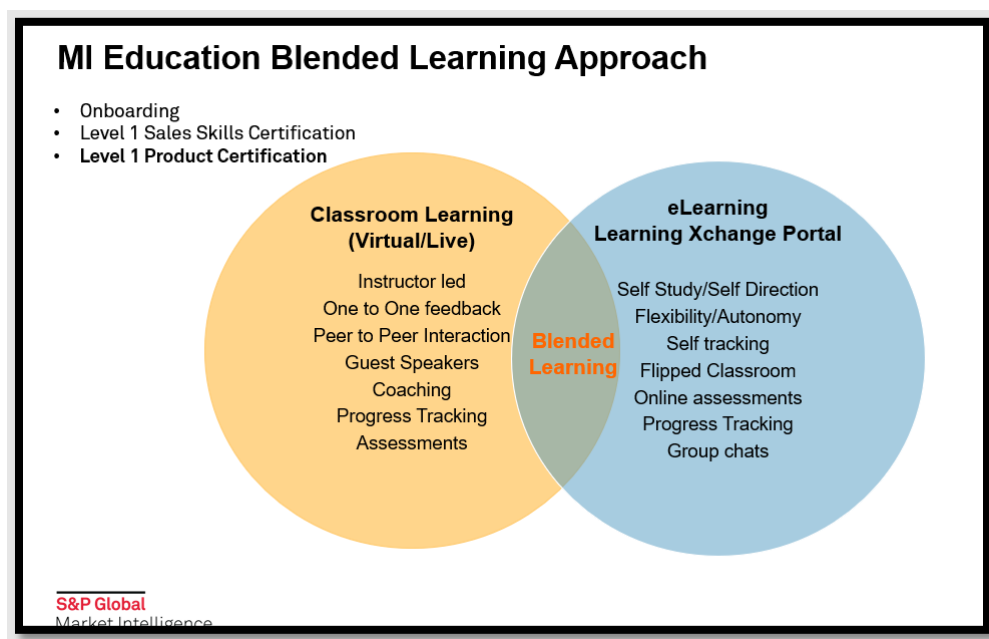 MI Education Blended Learning Approach
• Onboarding
• Level 1 Sales Skills Certification
• Level 1 Product Certification
Classroom Learning
(Virtual/Live)
Instructor led
One to One feedback
Peer to Peer Interaction
Guest Speakers
Coaching
Progress Tracking
Assessments
Blended
Learning
eLearning
Learning Xchange Portal
Self Study/Self Direction
Flexibility/Autonomy
Self tracking
Flipped Classroom
Online assessments
Progress Tracking
Group chats
S&P Global
Market Intelligence